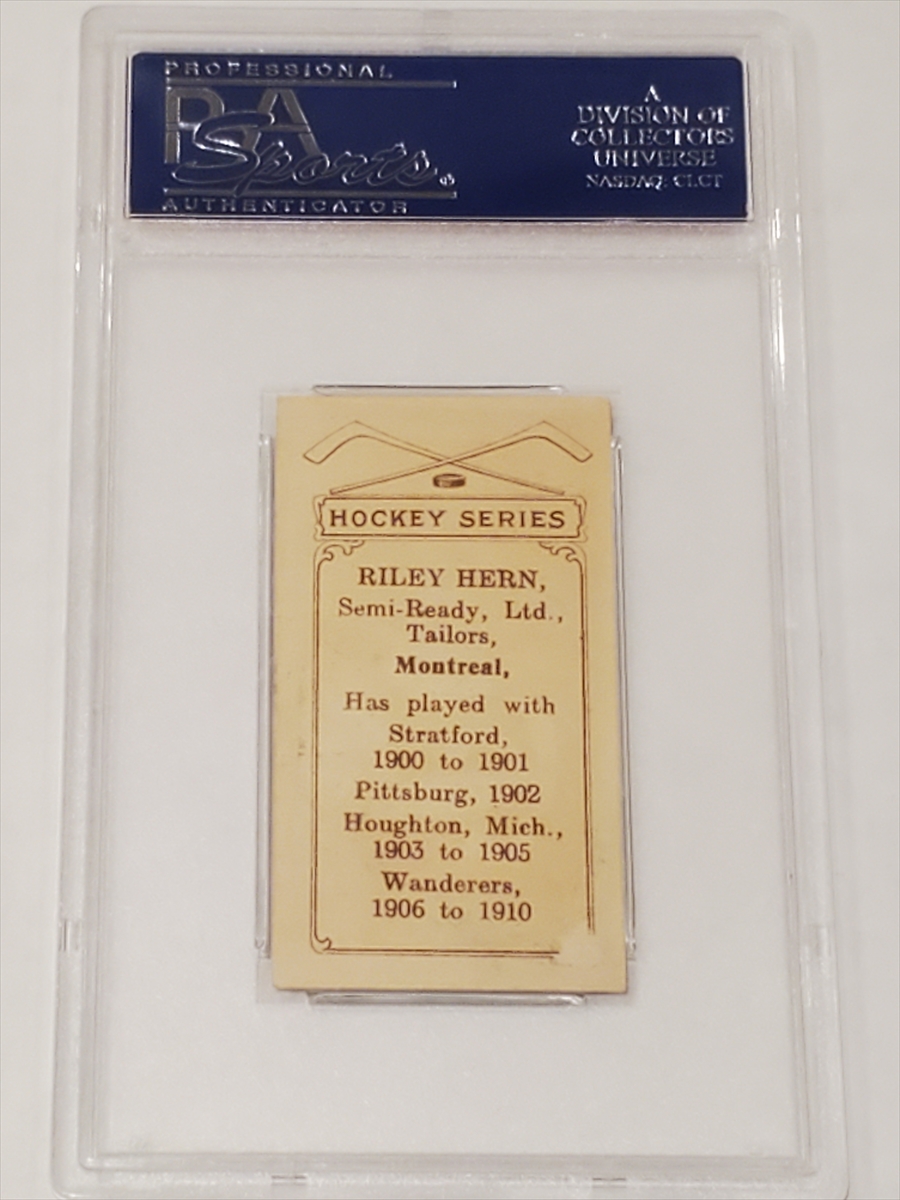 PROFESSIONAL
PSA
Sports
AUTHENTICATOR
A
DIVISION OF
COLLECTORS
UNIVERSE
NASDAQ: CLCT
HOCKEY SERIES
RILEY HERN,
Semi-Ready, Ltd.,
Tailors,
Montreal,
Has played with
Stratford,
1900 to 1901
Pittsburg, 1902
Houghton, Mich.,
1903 to 1905
Wanderers,
1906 to 1910